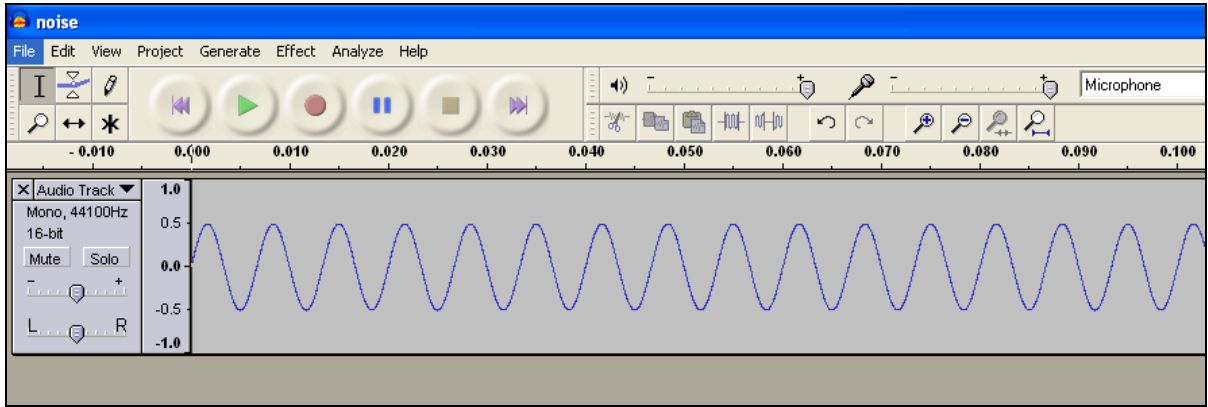 noise
File Edit View Project Generate Effect Analyze Help
Microphone
- 0.010 0.000 0.010 0.020 0.030 0.040 0.050 0.060 0.070 0.080 0.090 0.100
Audio Track
1.0
Mono, 44100Hz
0.5
16-bit
Mute Solo
0.0
- +
-0.5
L R
-1.0